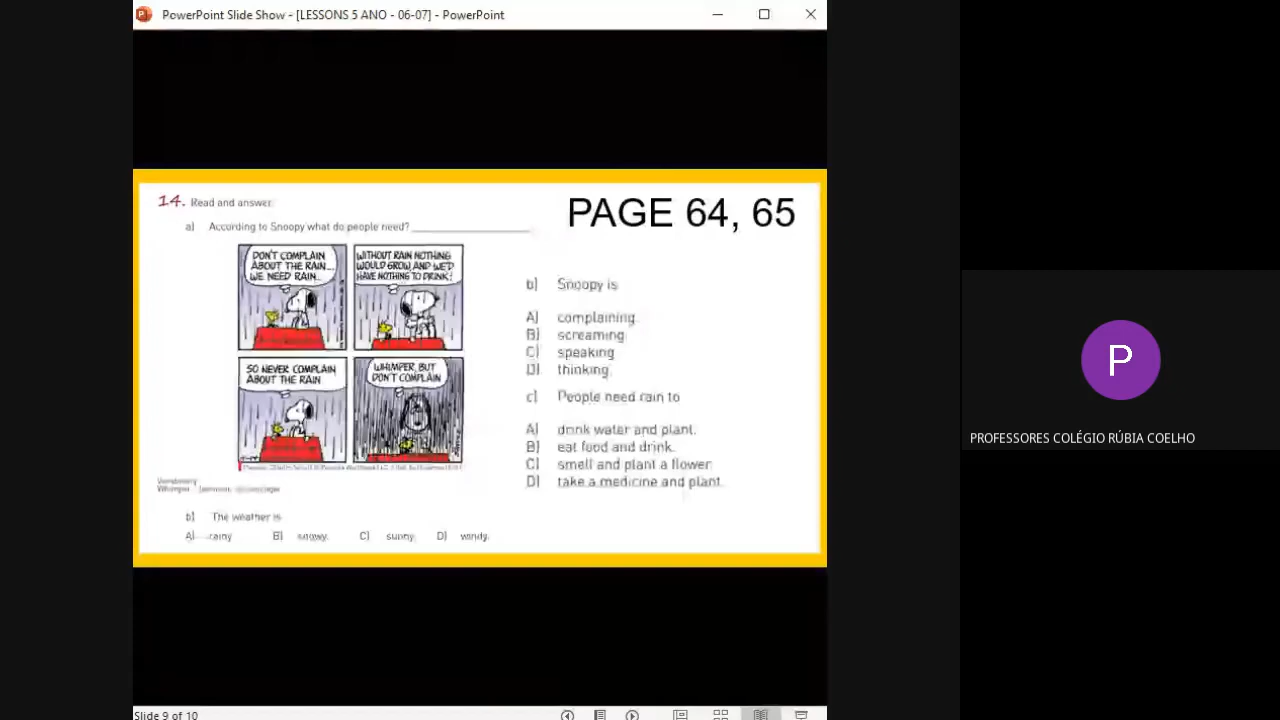 PowerPoint Slide Show - [LESSONS 5 ANO - 06-07] - PowerPoint
14. Read and answer.
PAGE 64, 65
a) According to Snoopy what do people need?
DON'T COMPLAIN
ABOUT THE RAIN...
WE NEED RAIN..
WITHOUT RAIN NOTHING
WOULD GROW, AND WE'D
HAVE NOTHING TO DRINK!
SO NEVER COMPLAIN
ABOUT THE RAIN
WHIMPER, BUT
DON'T COMPLAIN
Vocabulary
Whimper
b) The weather is
A) rainy B) snowy. C) sunny. D) windy.
b) Snoopy is
A) complaining.
B) screaming.
C) speaking
D) thinking.
c) People need rain to
A) drink water and plant.
B) eat food and drink.
C) smell and plant a flower.
D) take a medicine and plant.
P
PROFESSORES COLÉGIO RÚBIA COELHO
Slide 9 of 10